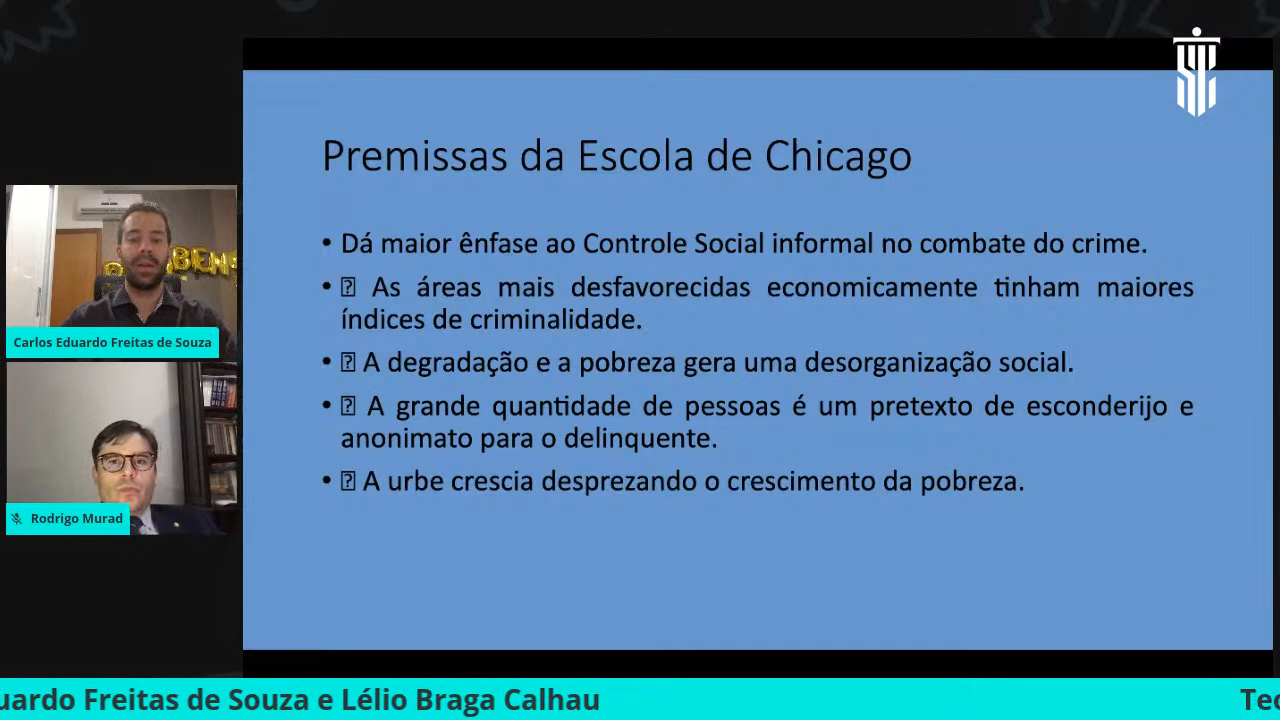 Premissas da Escola de Chicago
• Dá maior ênfase ao Controle Social informal no combate do crime.
• As áreas mais desfavorecidas economicamente tinham maiores
índices de criminalidade.
• A degradação e a pobreza gera uma desorganização social.
• A grande quantidade de pessoas é um pretexto de esconderijo e
anonimato para o delinquente.
• A urbe crescia desprezando o crescimento da pobreza.
Carlos Eduardo Freitas de Souza
Rodrigo Murad
uardo Freitas de Souza e Lélio Braga Calhau
Tec